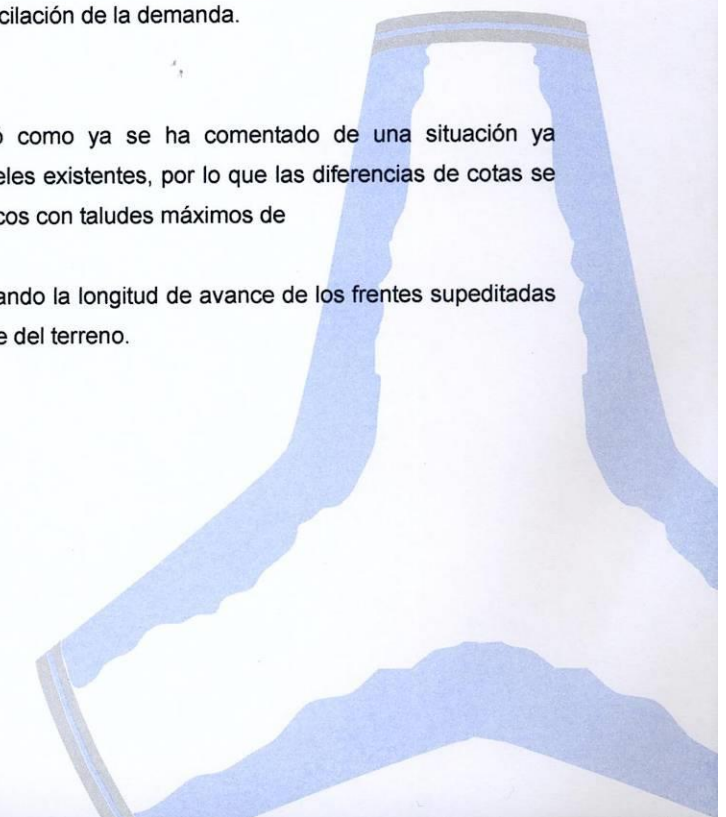 cilación de la demanda.
ó como ya se ha comentado de una situación ya
eles existentes, por lo que las diferencias de cotas se
cos con taludes máximos de
ando la longitud de avance de los frentes supeditadas
e del terreno.